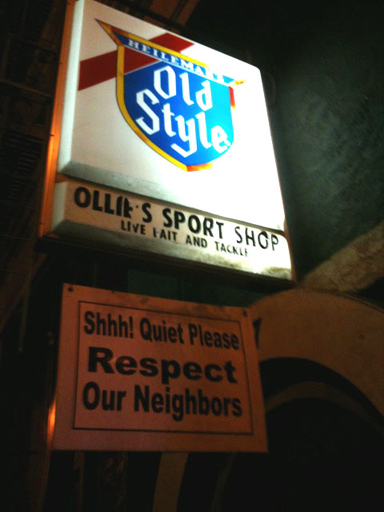 HEILEMAN'S
Old
Style
OLLIE'S SPORT SHOP
LIVE BAIT AND TACKLE
Shhh! Quiet Please
Respect
Our Neighbors